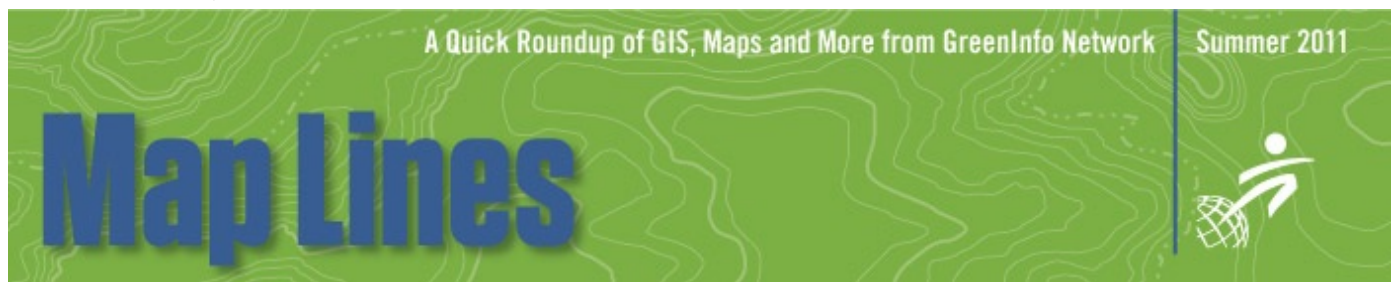 A Quick Roundup of GIS, Maps and More from GreenInfo Network
Summer 2011
Map Lines